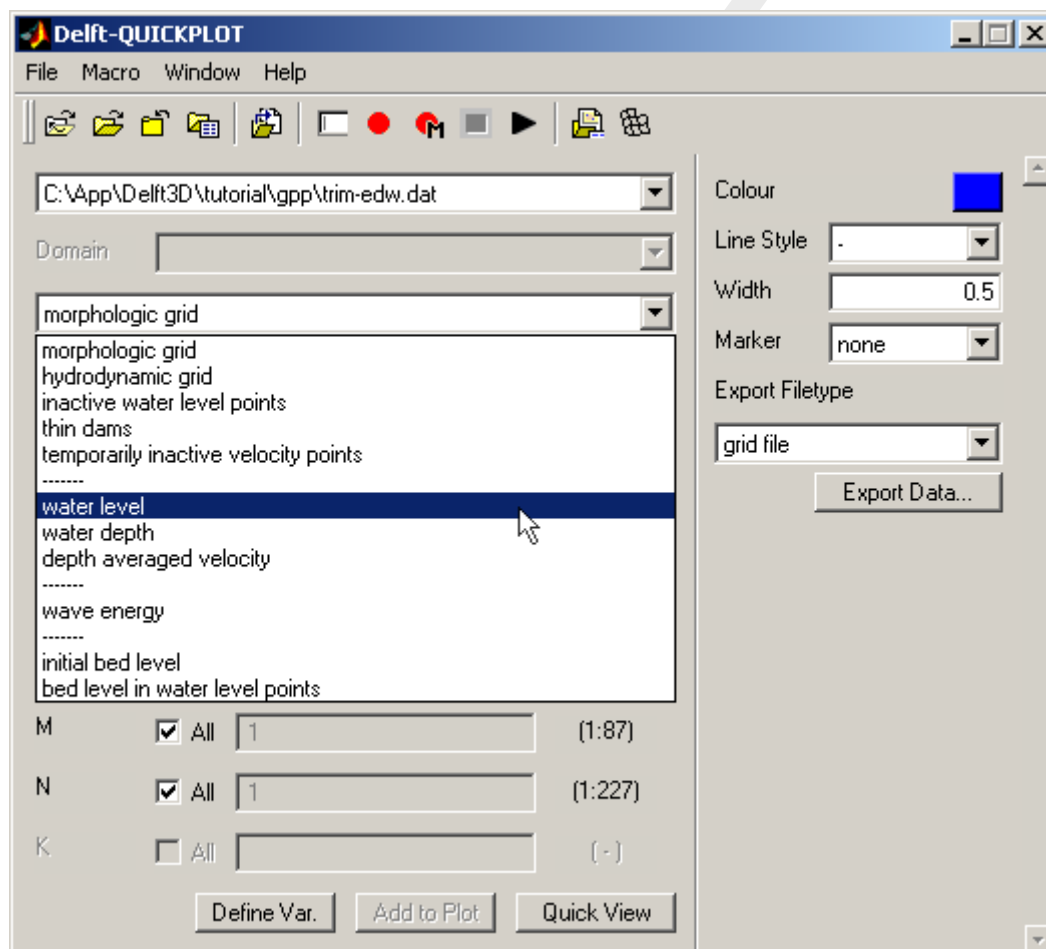 Delft-QUICKPLOT
File Macro Window Help
M
C:\App\Delft3D\tutorial\gpp\trim-edw.dat
Domain
morphologic grid
morphologic grid
hydrodynamic grid
inactive water level points
thin dams
temporarily inactive velocity points
-------
water level
water depth
depth averaged velocity
-------
wave energy
-------
initial bed level
bed level in water level points
M All 1 (1:87)
N All 1 (1:227)
K All ( - )
Define Var. Add to Plot Quick View
Colour
Line Style -
Width 0.5
Marker none
Export Filetype
grid file
Export Data...